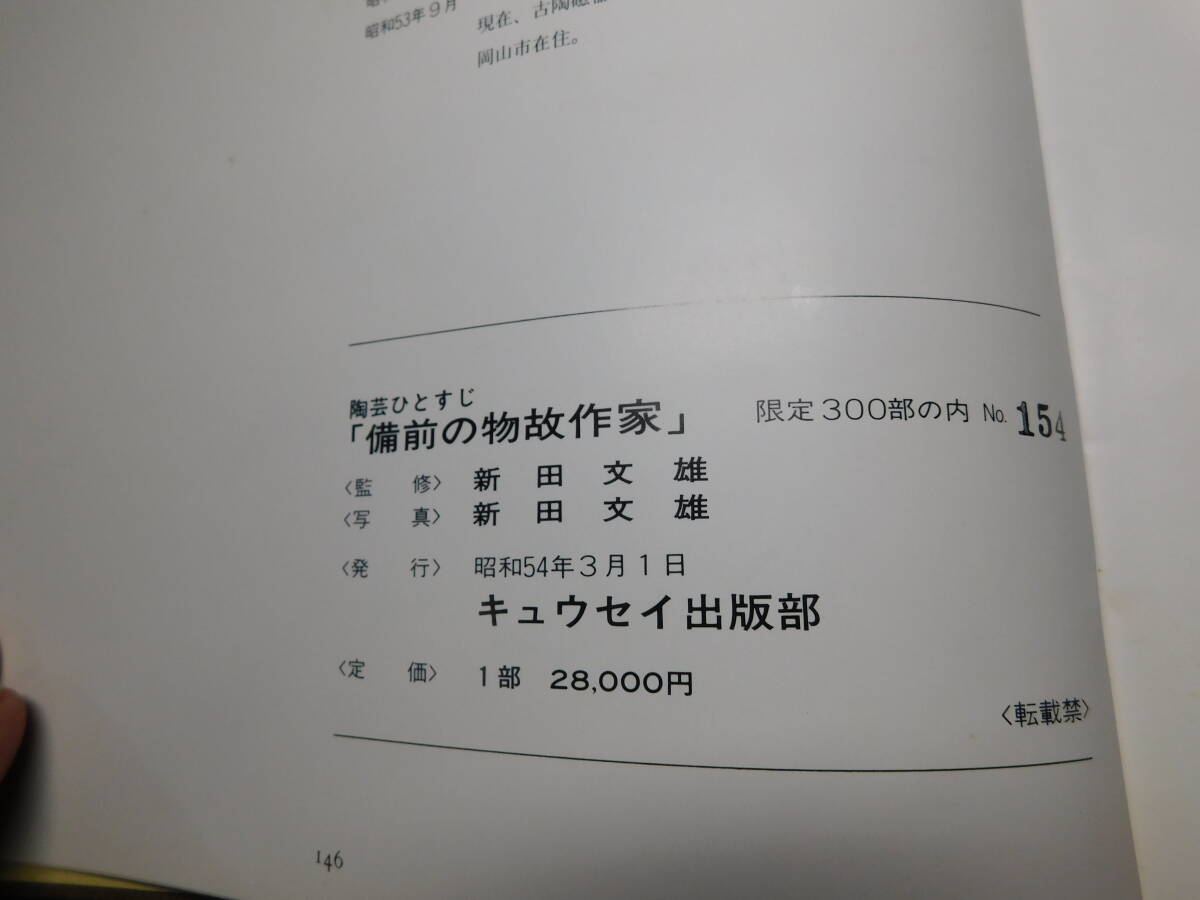 昭和53年9月
現在、古陶磁器
岡山市在住。
陶芸ひとすじ
「備前の物故作家」 限定300部の内 No. 154
〈監 修〉 新 田 文 雄
〈写 真〉 新 田 文 雄
〈発 行〉 昭和54年3月1日
キュウセイ出版部
〈定 価〉 1部 28,000円
〈転載禁〉
146